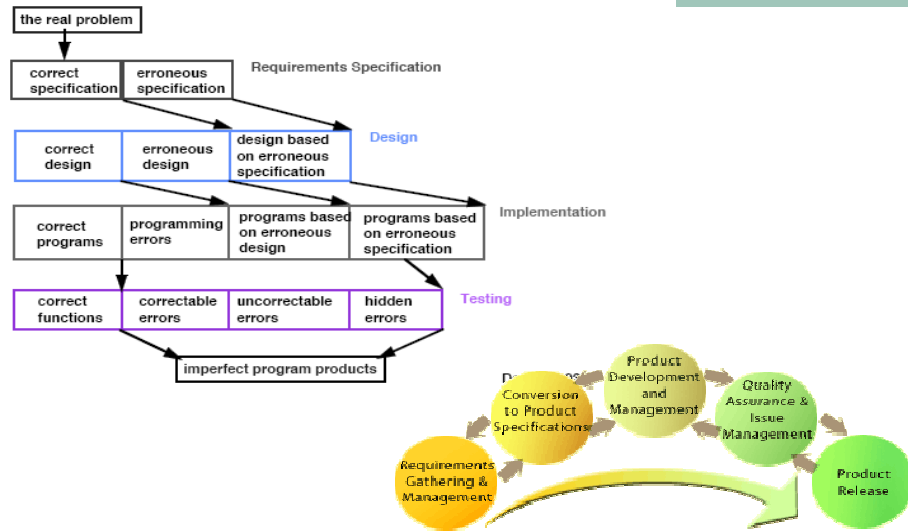 the real problem
correct
specification
erroneous
specification
Requirements Specification
correct
design
erroneous
design
design based
on erroneous
specification
Design
correct
programs
programming
errors
programs based
on erroneous
design
programs based
on erroneous
specification
Implementation
correct
functions
correctable
errors
uncorrectable
errors
hidden
errors
Testing
imperfect program products
Requirements
Gathering &
Management
Conversion
to Product
Specifications
Product
Development
and
Management
Quality
Assurance &
Issue
Management
Product
Release